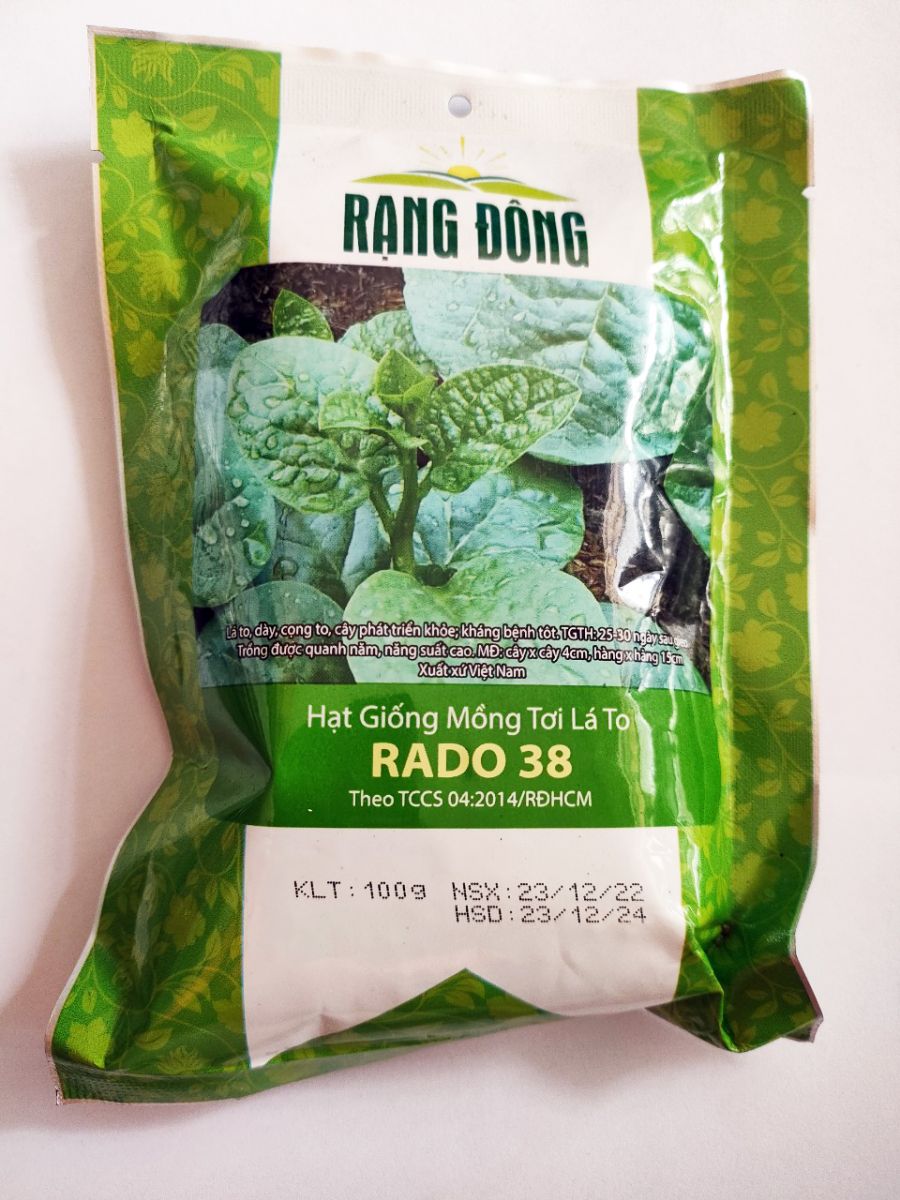 RẠNG ĐÔNG
Lá to, dày, cọng to, cây phát triển khỏe; kháng bệnh tốt. TGTH: 25-30 ngày sau gieo.
Trồng được quanh năm, năng suất cao. MĐ: cây x cây 4cm, hàng x hàng 15cm
Xuất xứ Việt Nam
Hạt Giống Mồng Tơi Lá To
RADO 38
Theo TCCS 04:2014/RĐHCM
KLT: 100g NSX: 23/12/22
HSD: 23/12/24